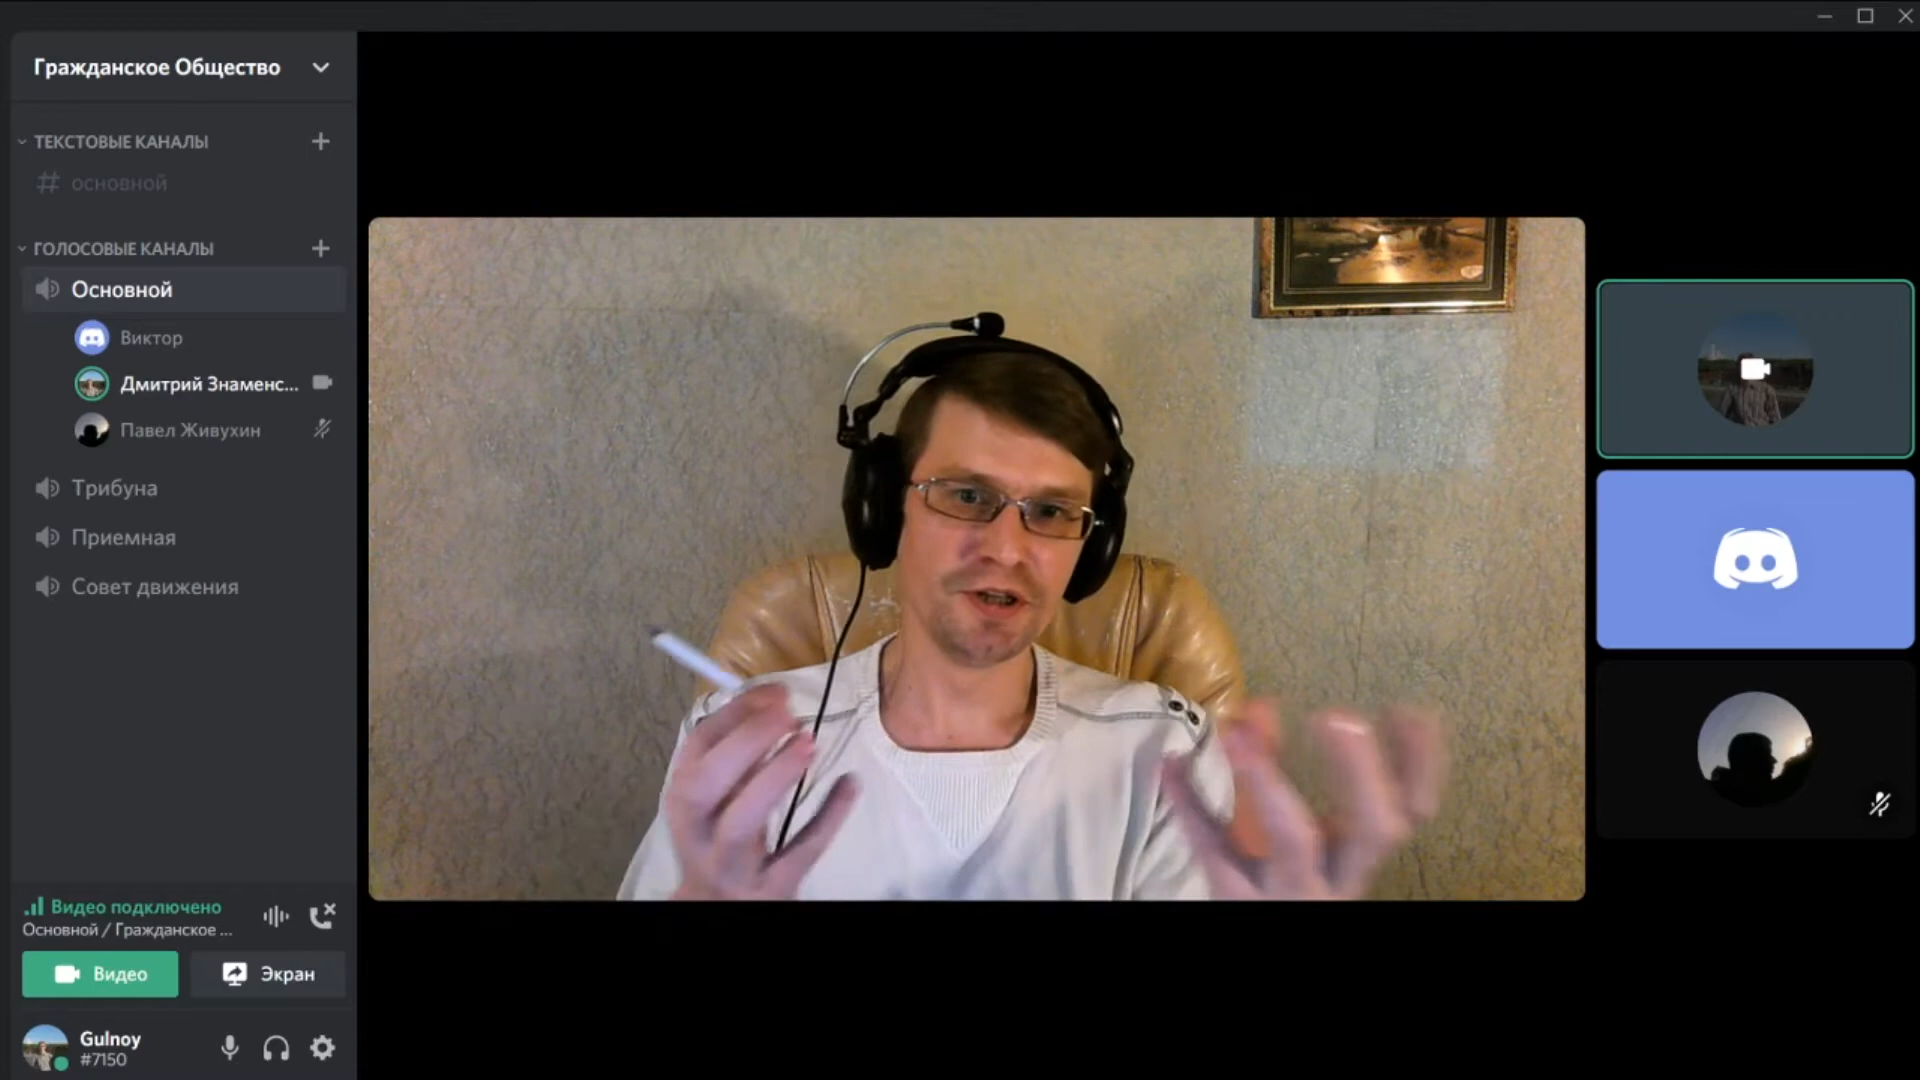 Гражданское Общество
ТЕКСТОВЫЕ КАНАЛЫ
основной
ГОЛОСОВЫЕ КАНАЛЫ
Основной
Виктор
Дмитрий Знаменс...
Павел Живухин
Трибуна
Приемная
Совет движения
Видео подключено
Основной / Гражданское ...
Видео
Экран
Gulnoy
#7150